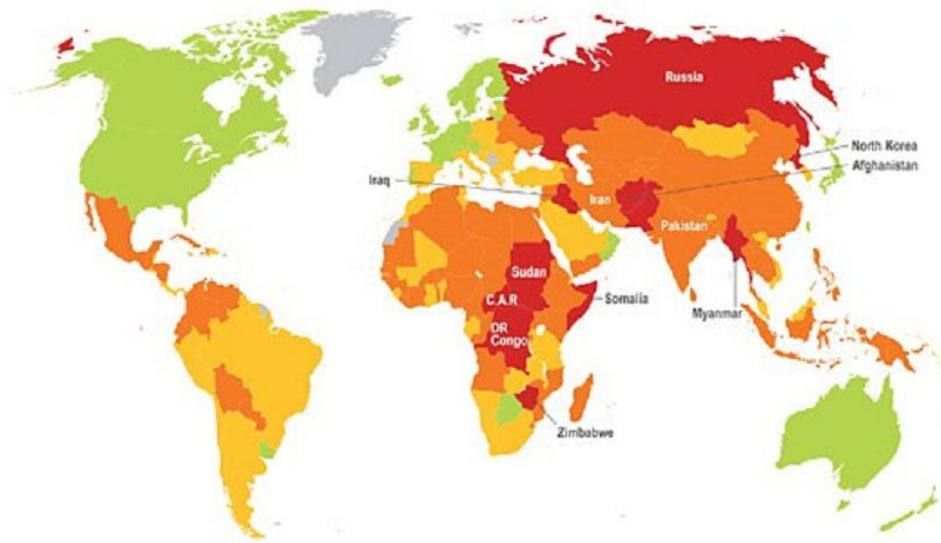 Russia
North Korea
Afghanistan
Iraq
Iran
Pakistan
Sudan
C.A.R
Somalia
Myanmar
DR
Congo
Zimbabwe